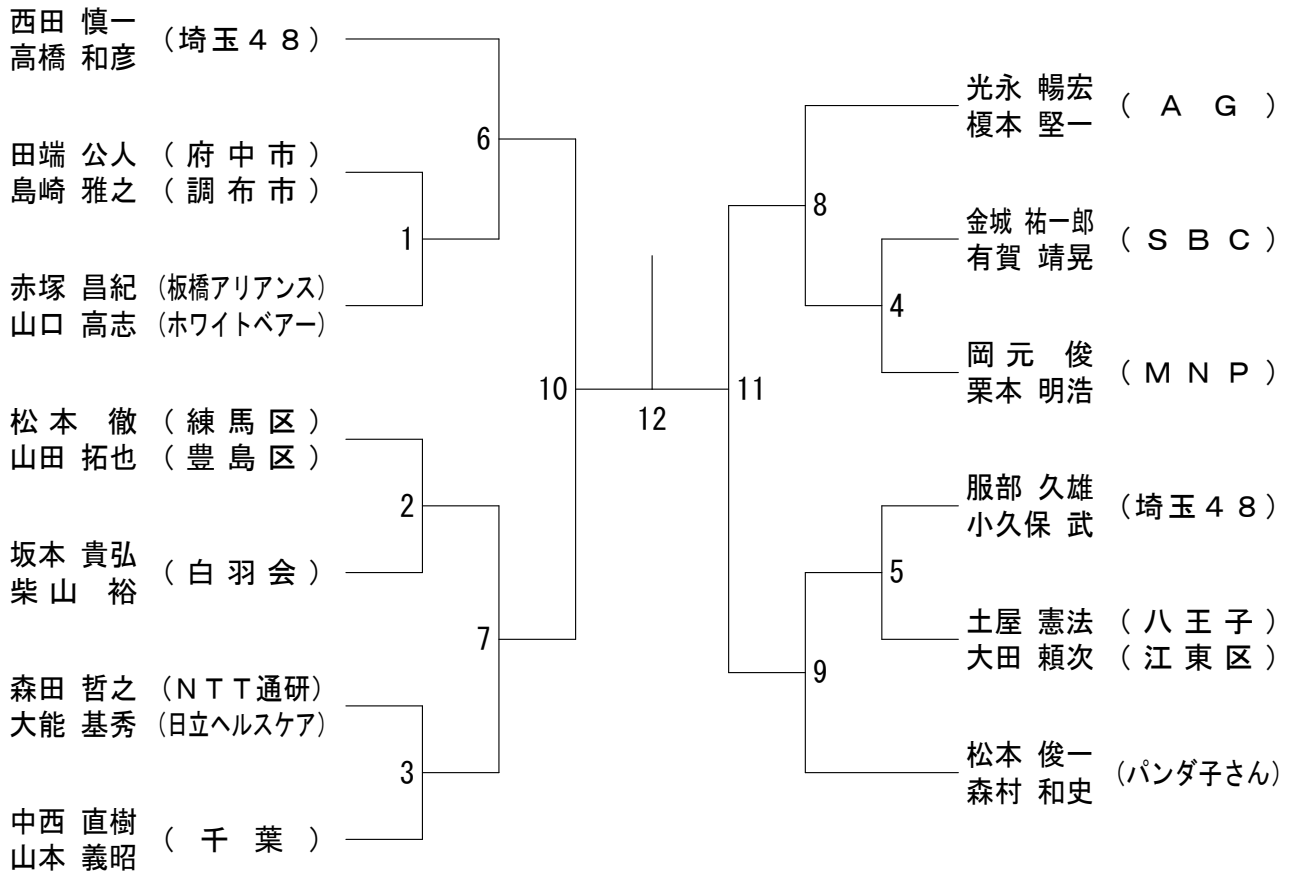 西田 慎一
高橋 和彦
（埼玉４８）
6
田端 公人 （府中市）
島崎 雅之 （調布市）
1
赤塚 昌紀 （板橋アリアンス）
山口 高志 （ホワイトベアー）
10
松本 徹 （練馬区）
山田 拓也 （豊島区）
2
坂本 貴弘
柴山 裕
（白羽会）
7
森田 哲之 （ＮＴＴ通研）
大能 基秀 （日立ヘルスケア）
3
中西 直樹
山本 義昭
（千葉）
12
光永 暢宏
榎本 堅一
（ＡＧ）
8
金城 祐一郎
有賀 靖晃
（ＳＢＣ）
4
岡元 俊
栗本 明浩
（ＭＮＰ）
11
服部 久雄
小久保 武
（埼玉４８）
5
土屋 憲法 （八王子）
大田 頼次 （江東区）
9
松本 俊一
森村 和史
（パンダ子さん）